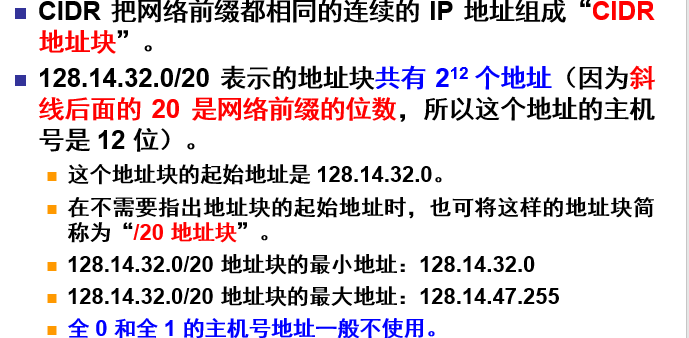 ■ CIDR 把网络前缀都相同的连续的 IP 地址组成“CIDR
地址块”。
■ 128.14.32.0/20 表示的地址块共有 2¹² 个地址（因为斜
线后面的 20 是网络前缀的位数，所以这个地址的主机
号是 12 位）。
■ 这个地址块的起始地址是 128.14.32.0。
■ 在不需要指出地址块的起始地址时，也可将这样的地址块简
称为“/20 地址块”。
■ 128.14.32.0/20 地址块的最小地址：128.14.32.0
■ 128.14.32.0/20 地址块的最大地址：128.14.47.255
■ 全 0 和全 1 的主机号地址一般不使用。